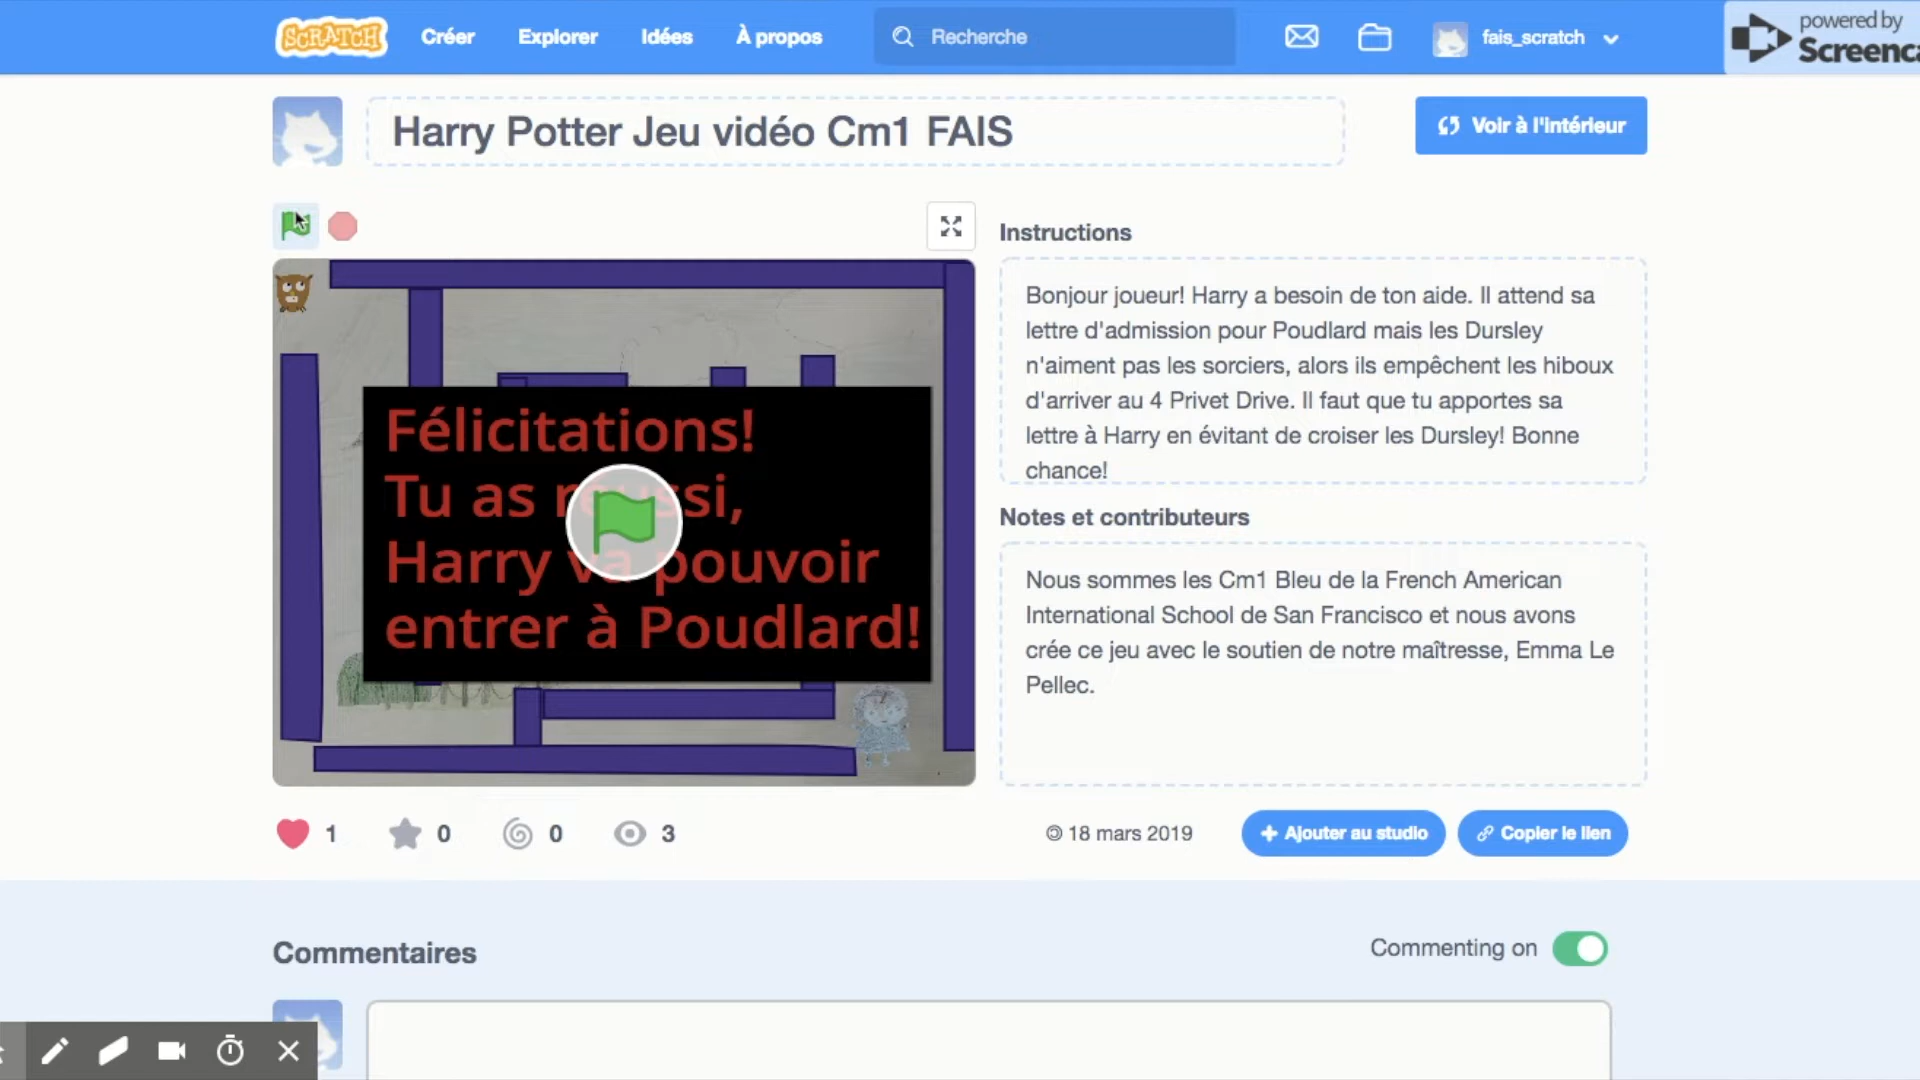 SCRATCH Créer Explorer Idées À propos Recherche fais_scratch
powered by
Screenca
Harry Potter Jeu vidéo Cm1 FAIS
Voir à l'intérieur
Félicitations!
Tu as réussi,
Harry va pouvoir
entrer à Poudlard!
Instructions
Bonjour joueur! Harry a besoin de ton aide. Il attend sa
lettre d'admission pour Poudlard mais les Dursley
n'aiment pas les sorciers, alors ils empêchent les hiboux
d'arriver au 4 Privet Drive. Il faut que tu apportes sa
lettre à Harry en évitant de croiser les Dursley! Bonne
chance!
Notes et contributeurs
Nous sommes les Cm1 Bleu de la French American
International School de San Francisco et nous avons
crée ce jeu avec le soutien de notre maîtresse, Emma Le
Pellec.
1 0 0 3
18 mars 2019
Ajouter au studio
Copier le lien
Commentaires
Commenting on